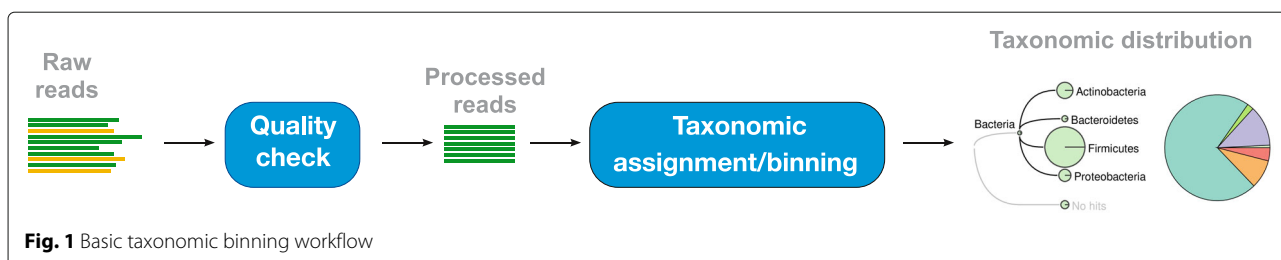 Raw
reads
Quality
check
Processed
reads
Taxonomic
assignment/binning
Taxonomic distribution
Bacteria
Actinobacteria
Bacteroidetes
Firmicutes
Proteobacteria
No hits
Fig. 1 Basic taxonomic binning workflow